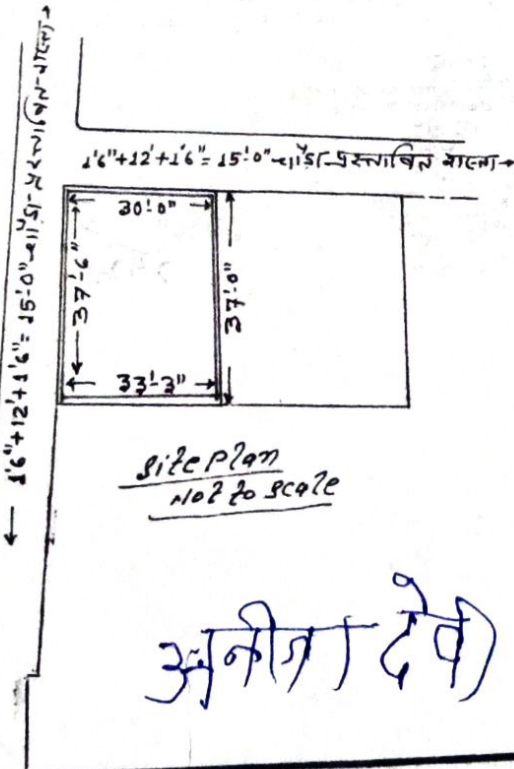 1'6"+12'+1'6"= 15'-0" चौड़ा प्रस्तावित वाला→
1'6"+12'+1'6"= 15'-0" चौड़ा प्रस्तावित वाला→
30'-0"
37'-6"
37'-0"
33'-3"
Site Plan
Not to scale
अनीता देवी